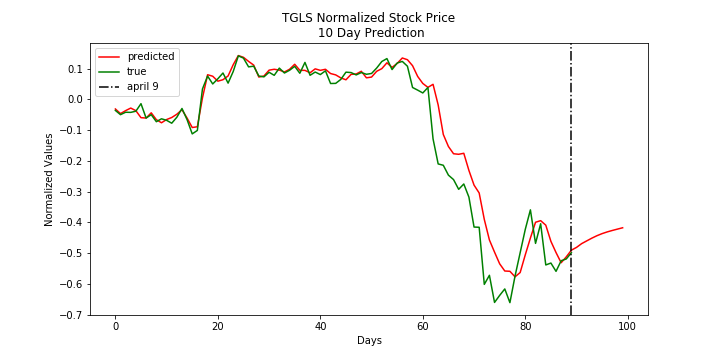 TGLS Normalized Stock Price
10 Day Prediction
predicted
true
april 9
Normalized Values
0.1
0.0
−0.1
−0.2
−0.3
−0.4
−0.5
−0.6
−0.7
0
20
40
60
80
100
Days